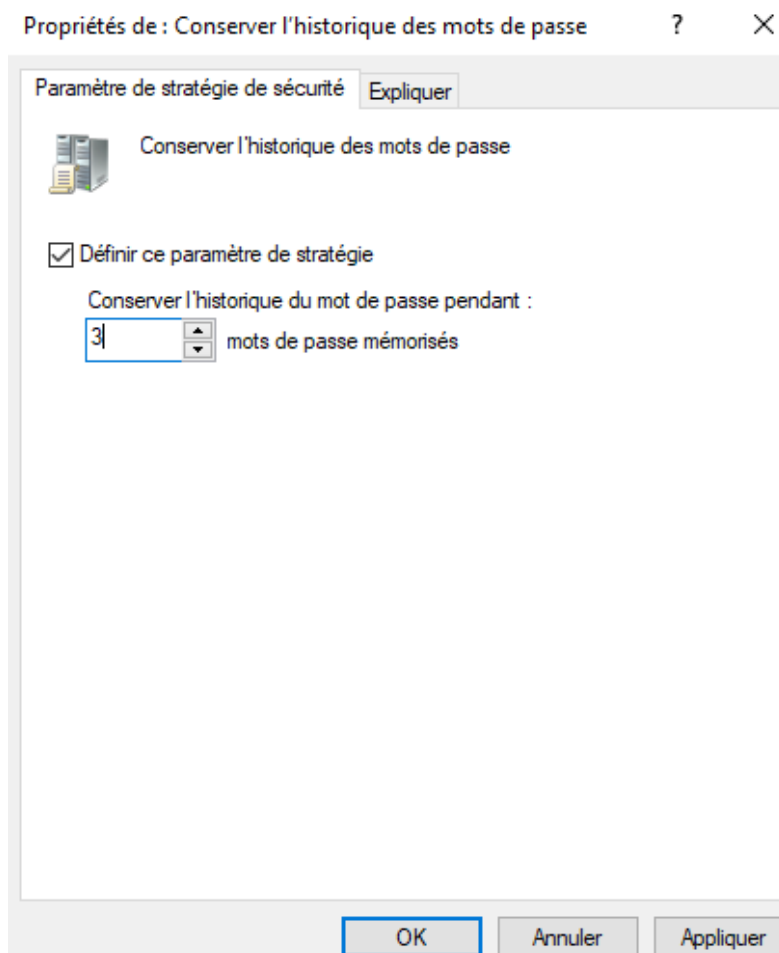 Propriétés de : Conserver l'historique des mots de passe ? ×
Paramètre de stratégie de sécurité Expliquer
Conserver l'historique des mots de passe
Définir ce paramètre de stratégie
Conserver l'historique du mot de passe pendant :
3 mots de passe mémorisés
OK Annuler Appliquer